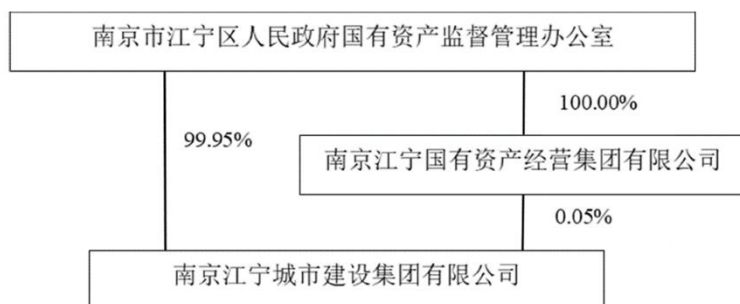 南京市江宁区人民政府国有资产监督管理办公室
100.00%
99.95%
南京江宁国有资产经营集团有限公司
0.05%
南京江宁城市建设集团有限公司